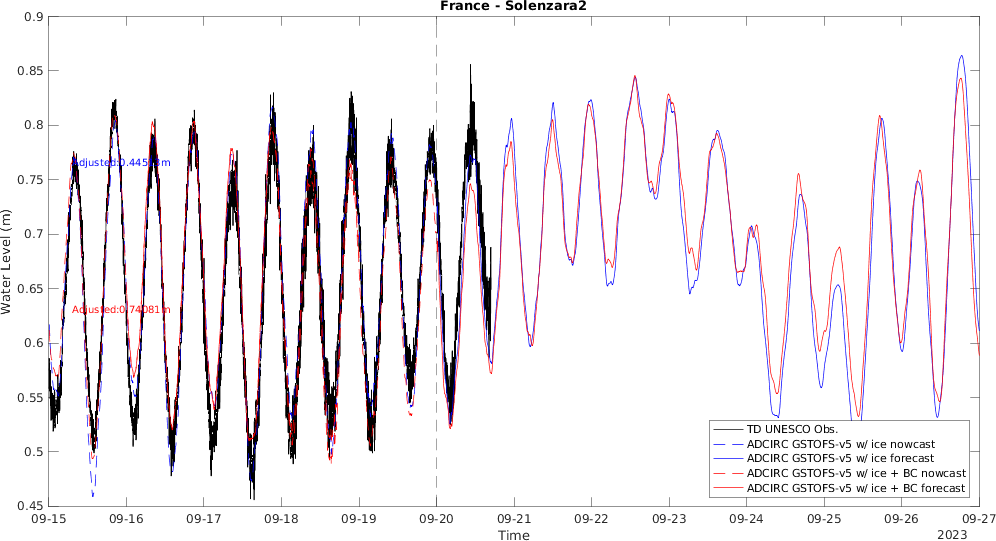 France - Solenzara2
0.9
0.85
0.8
0.75
0.7
0.65
0.6
0.55
0.5
0.45
Water Level (m)
Adjusted:0.74081m
TD UNESCO Obs.
ADCIRC GSTOFS-v5 w/ ice nowcast
ADCIRC GSTOFS-v5 w/ ice forecast
ADCIRC GSTOFS-v5 w/ ice + BC nowcast
ADCIRC GSTOFS-v5 w/ ice + BC forecast
09-15 09-16 09-17 09-18 09-19 09-20 09-21 09-22 09-23 09-24 09-25 09-26 09-27
Time
2023